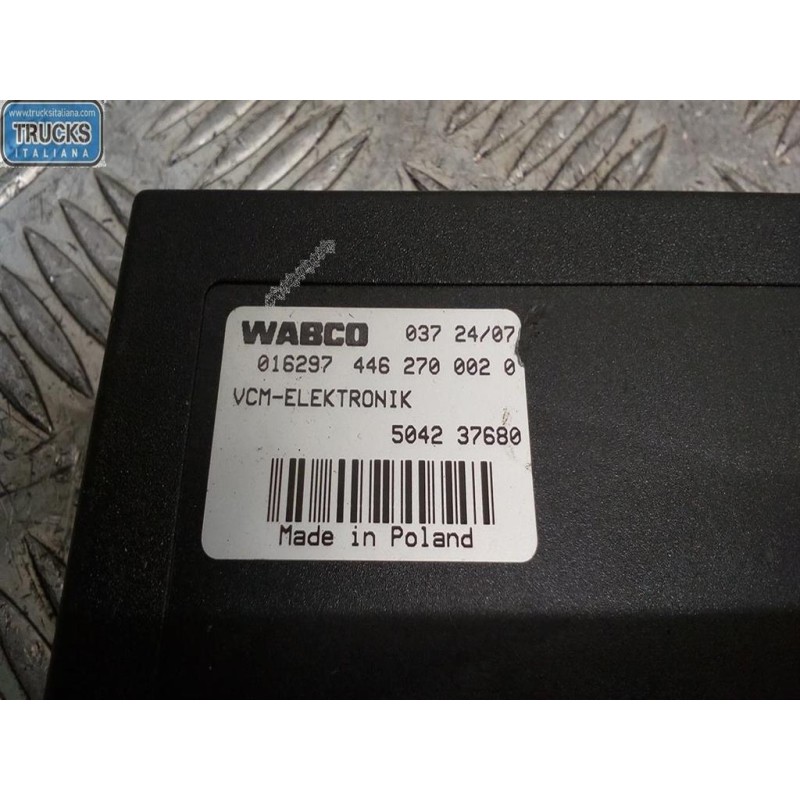 www.trucksitaliana.com
TRUCKS
ITALIANA
WABCO 037 24/07
016297 446 270 002 0
VCM-ELEKTRONIK
5042 37680
Made in Poland